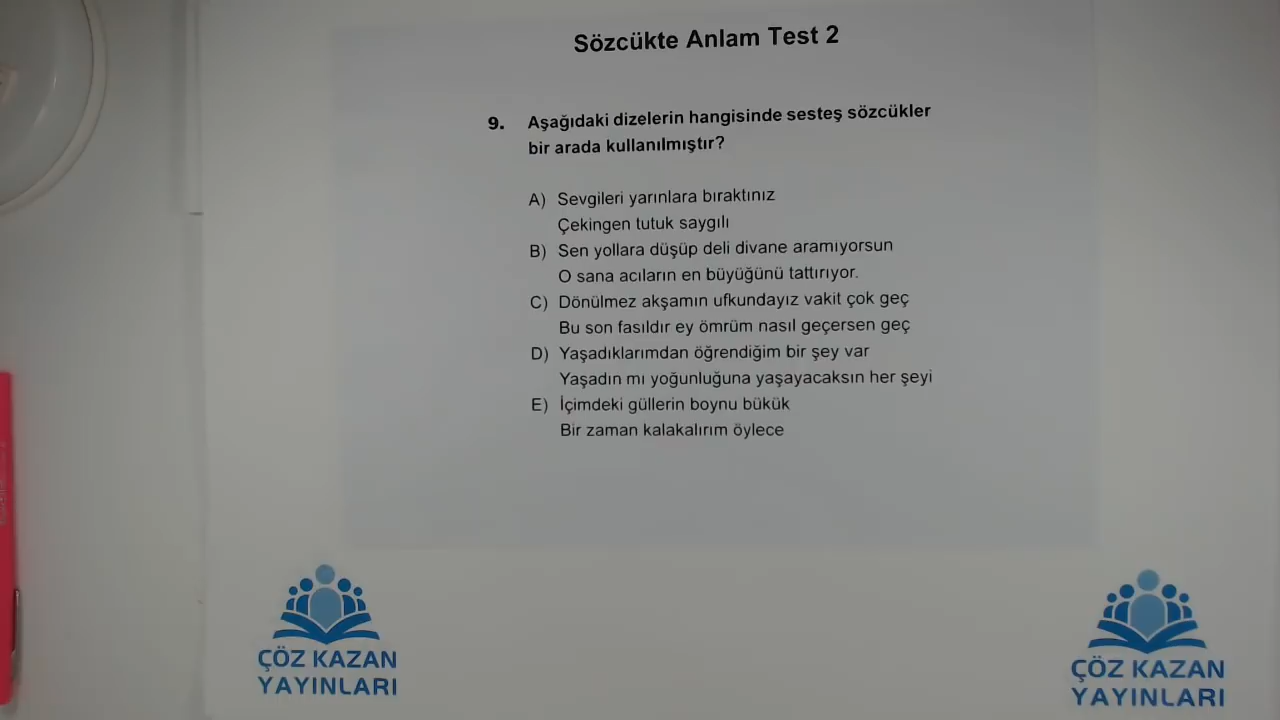 Sözcükte Anlam Test 2
9. Aşağıdaki dizelerin hangisinde sesteş sözcükler
bir arada kullanılmıştır?
A) Sevgileri yarınlara bıraktınız
Çekingen tutuk saygılı
B) Sen yollara düşüp deli divane aramıyorsun
O sana acıların en büyüğünü tattırıyor.
C) Dönülmez akşamın ufkundayız vakit çok geç
Bu son fasıldır ey ömrüm nasıl geçersen geç
D) Yaşadıklarımdan öğrendiğim bir şey var
Yaşadın mı yoğunluğuna yaşayacaksın her şeyi
E) İçimdeki güllerin boynu bükük
Bir zaman kalakalırım öylece
ÇÖZ KAZAN
YAYINLARI
ÇÖZ KAZAN
YAYINLARI